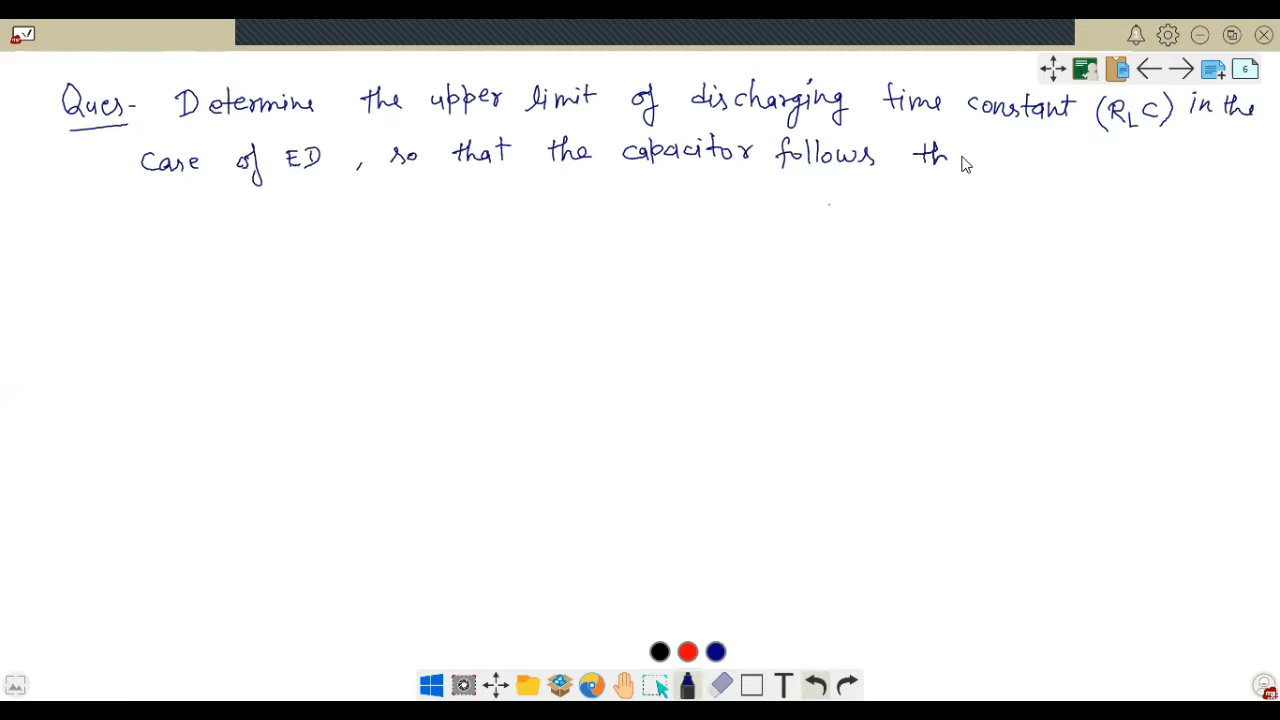 Ques- Determine the upper limit of discharging time constant (RLC) in the
case of ED, so that the capacitor follows th
6
T